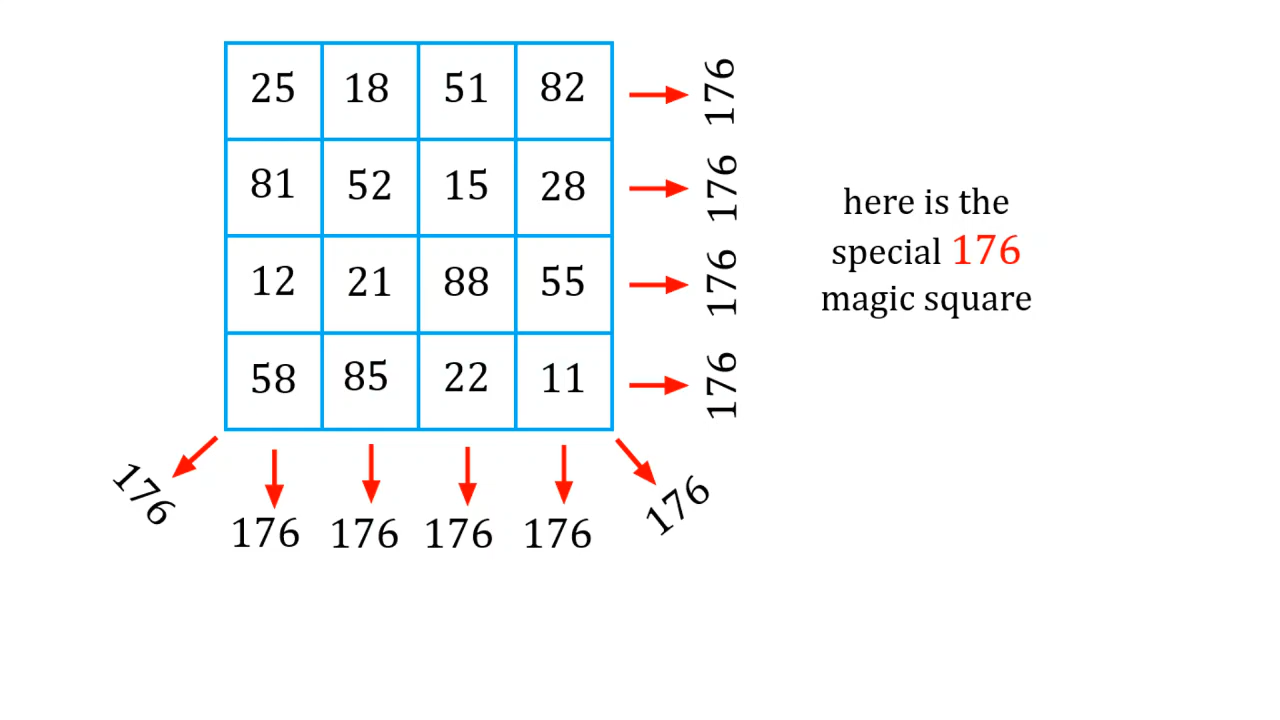 25 18 51 82 176
81 52 15 28 176
12 21 88 55 176
58 85 22 11 176
176 176 176 176 176 176
here is the
special 176
magic square